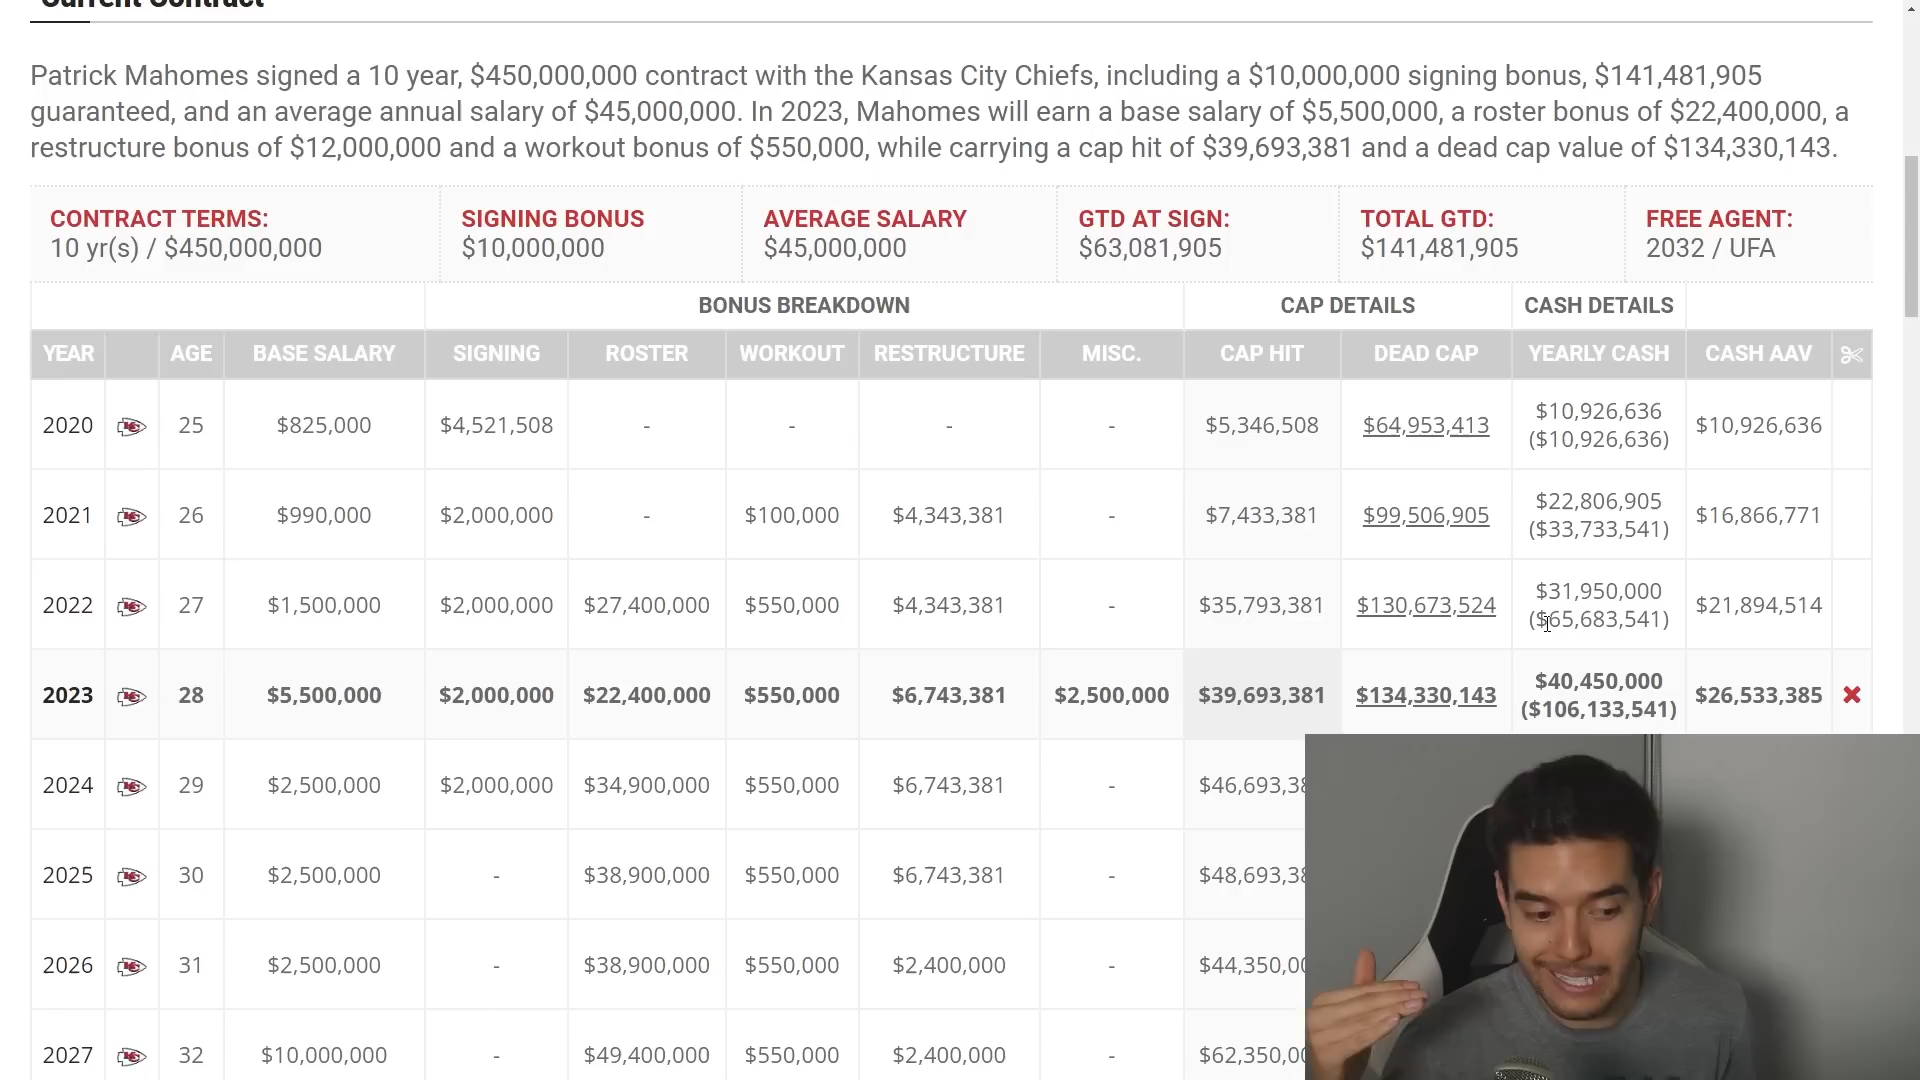 Current Contract
Patrick Mahomes signed a 10 year, $450,000,000 contract with the Kansas City Chiefs, including a $10,000,000 signing bonus, $141,481,905
guaranteed, and an average annual salary of $45,000,000. In 2023, Mahomes will earn a base salary of $5,500,000, a roster bonus of $22,400,000, a
restructure bonus of $12,000,000 and a workout bonus of $550,000, while carrying a cap hit of $39,693,381 and a dead cap value of $134,330,143.
CONTRACT TERMS: SIGNING BONUS AVERAGE SALARY GTD AT SIGN: TOTAL GTD: FREE AGENT:
10 yr(s) / $450,000,000 $10,000,000 $45,000,000 $63,081,905 $141,481,905 2032 / UFA
BONUS BREAKDOWN CAP DETAILS CASH DETAILS
YEAR AGE BASE SALARY SIGNING ROSTER WORKOUT RESTRUCTURE MISC. CAP HIT DEAD CAP YEARLY CASH CASH AAV
2020 25 $825,000 $4,521,508 - - - - $5,346,508 $64,953,413 $10,926,636 ($10,926,636) $10,926,636
2021 26 $990,000 $2,000,000 - $100,000 $4,343,381 - $7,433,381 $99,506,905 $22,806,905 ($33,733,541) $16,866,771
2022 27 $1,500,000 $2,000,000 $27,400,000 $550,000 $4,343,381 - $35,793,381 $130,673,524 $31,950,000 ($65,683,541) $21,894,514
2023 28 $5,500,000 $2,000,000 $22,400,000 $550,000 $6,743,381 $2,500,000 $39,693,381 $134,330,143 $40,450,000 ($106,133,541) $26,533,385
2024 29 $2,500,000 $2,000,000 $34,900,000 $550,000 $6,743,381 - $46,693,38
2025 30 $2,500,000 - $38,900,000 $550,000 $6,743,381 - $48,693,38
2026 31 $2,500,000 - $38,900,000 $550,000 $2,400,000 - $44,350,00
2027 32 $10,000,000 - $49,400,000 $550,000 $2,400,000 - $62,350,00